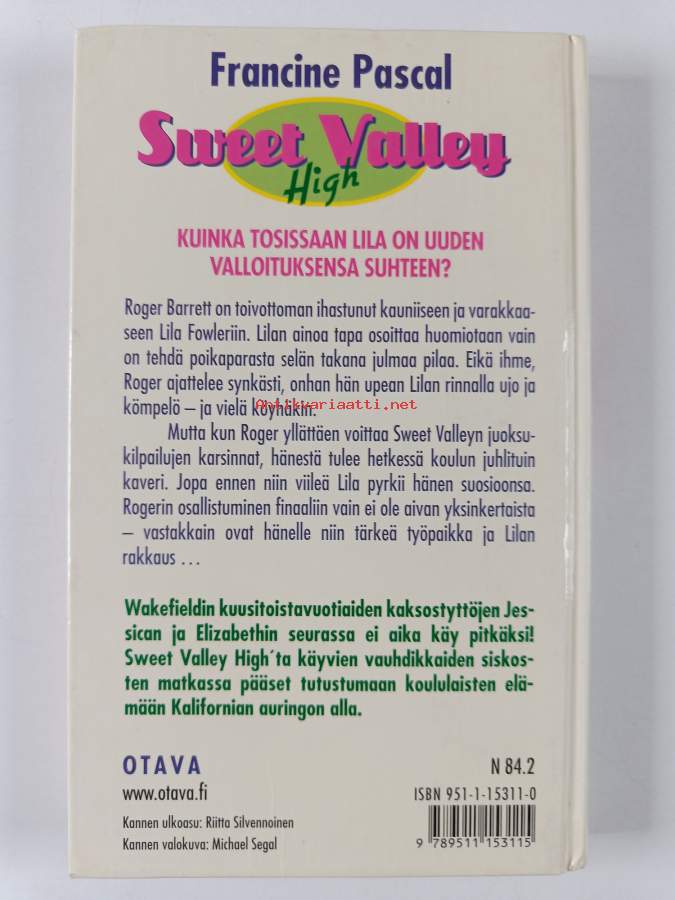 Francine Pascal
Sweet Valley
High
KUINKA TOSISSAAN LILA ON UUDEN
VALLOITUKSENSA SUHTEEN?
Roger Barrett on toivottoman ihastunut kauniiseen ja varakkaa-
seen Lila Fowleriin. Lilan ainoa tapa osoittaa huomiotaan vain
on tehdä poikaparasta selän takana julmaa pilaa. Eikä ihme,
Roger ajattelee synkästi, onhan hän upean Lilan rinnalla ujo ja
kömpelö – ja vielä köyhäkin.
Antikvariaatti.net
Mutta kun Roger yllättäen voittaa Sweet Valleyn juoksu-
kilpailujen karsinnat, hänestä tulee hetkessä koulun juhlituin
kaveri. Jopa ennen niin viileä Lila pyrkii hänen suosioonsa.
Rogerin osallistuminen finaaliin vain ei ole aivan yksinkertaista
– vastakkain ovat hänelle niin tärkeä työpaikka ja Lilan
rakkaus ...
Wakefieldin kuusitoistavuotiaiden kaksostyttöjen Jes-
sican ja Elizabethin seurassa ei aika käy pitkäksi!
Sweet Valley High´ta käyvien vauhdikkaiden siskos-
ten matkassa pääset tutustumaan koululaisten elä-
mään Kalifornian auringon alla.
OTAVA
www.otava.fi
Kannen ulkoasu: Riitta Silvennoinen
Kannen valokuva: Michael Segal
N 84.2
ISBN 951-1-15311-0
9 789511 153115